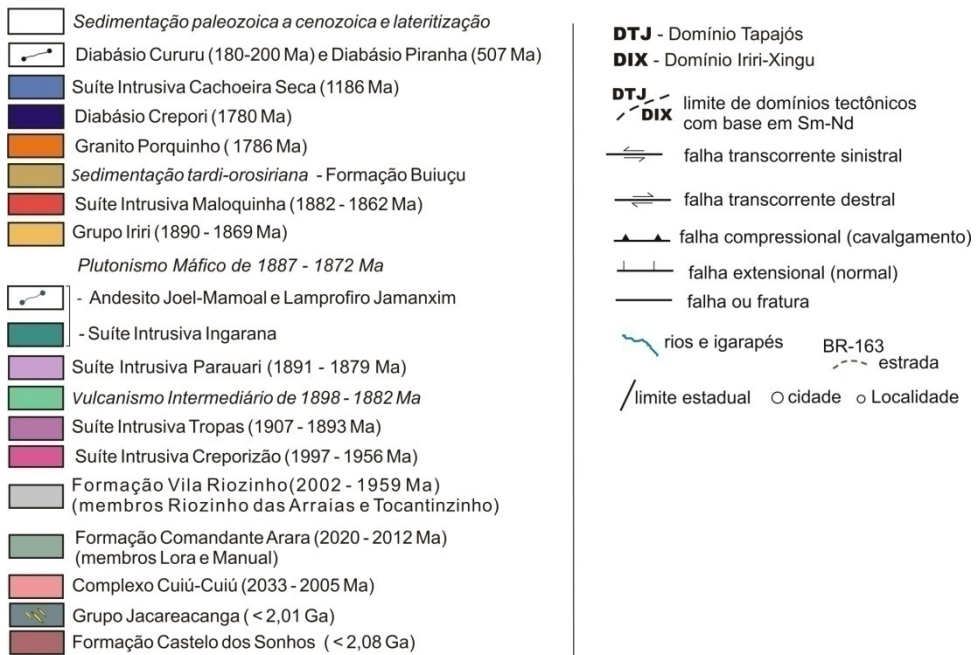 Sedimentação paleozoica a cenozoica e lateritização
Diabásio Cururu (180-200 Ma) e Diabásio Piranha (507 Ma)
Suíte Intrusiva Cachoeira Seca (1186 Ma)
Diabásio Crepori (1780 Ma)
Granito Porquinho ( 1786 Ma)
Sedimentação tardi-orosiriana - Formação Buiuçu
Suíte Intrusiva Maloquinha (1882 - 1862 Ma)
Grupo Iriri (1890 - 1869 Ma)
Plutonismo Máfico de 1887 - 1872 Ma
- Andesito Joel-Mamoal e Lamprofiro Jamanxim
- Suíte Intrusiva Ingarana
Suíte Intrusiva Parauari (1891 - 1879 Ma)
Vulcanismo Intermediário de 1898 - 1882 Ma
Suíte Intrusiva Tropas (1907 - 1893 Ma)
Suíte Intrusiva Creporizão (1997 - 1956 Ma)
Formação Vila Riozinho (2002 - 1959 Ma)
(membros Riozinho das Arraias e Tocantinzinho)
Formação Comandante Arara (2020 - 2012 Ma)
(membros Lora e Manual)
Complexo Cuiú-Cuiú (2033 - 2005 Ma)
Grupo Jacareacanga ( < 2,01 Ga)
Formação Castelo dos Sonhos ( < 2,08 Ga)
DTJ - Domínio Tapajós
DIX - Domínio Iriri-Xingu
DTJ
DIX
limite de domínios tectônicos
com base em Sm-Nd
falha transcorrente sinistral
falha transcorrente destral
falha compressional (cavalgamento)
falha extensional (normal)
falha ou fratura
rios e igarapés
BR-163
estrada
limite estadual
cidade
Localidade